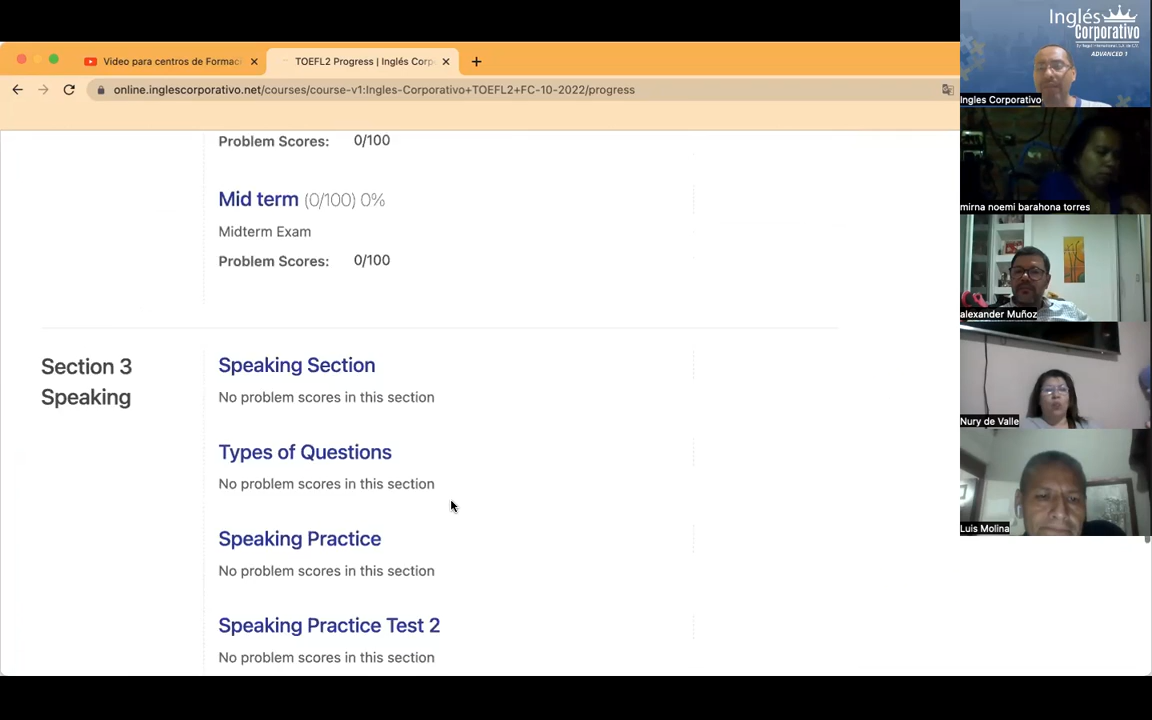 Video para centros de Formaci
TOEFL2 Progress | Inglés Corp
online.inglescorporativo.net/courses/course-v1:Ingles-Corporativo+TOEFL2+FC-10-2022/progress
Problem Scores: 0/100
Mid term (0/100) 0%
Midterm Exam
Problem Scores: 0/100
Section 3
Speaking
Speaking Section
No problem scores in this section
Types of Questions
No problem scores in this section
Speaking Practice
No problem scores in this section
Speaking Practice Test 2
No problem scores in this section
Inglés
Corporativo
ADVANCED 1
Ingles Corporativo
mirna noemi barahona torres
alexander Muñoz
Nury de Valle
Luis Molina